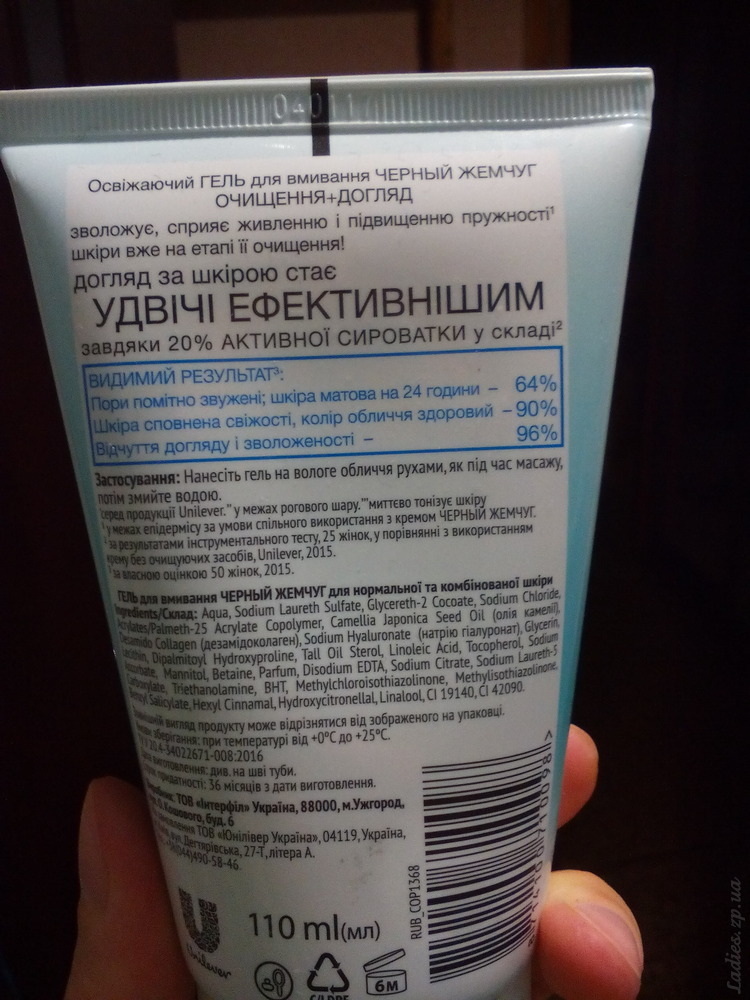 Освіжаючий ГЕЛЬ для вмивання ЧЕРНЫЙ ЖЕМЧУГ
ОЧИЩЕННЯ+ДОГЛЯД
зволожує, сприяє живленню і підвищенню пружності¹
шкіри вже на етапі її очищення!
догляд за шкірою стає
УДВІЧІ ЕФЕКТИВНІШИМ
завдяки 20% АКТИВНОЇ СИРОВАТКИ у складі²
ВИДИМИЙ РЕЗУЛЬТАТ³:
Пори помітно звужені; шкіра матова на 24 години – 64%
Шкіра сповнена свіжості, колір обличчя здоровий – 90%
Відчуття догляду і зволоженості – 96%
Застосування: Нанесіть гель на вологе обличчя рухами, як під час масажу,
потім змийте водою.
серед продукції Unilever.** у межах рогового шару.***миттєво тонізує шкіру
¹у межах епідермісу за умови спільного використання з кремом ЧЕРНЫЙ ЖЕМЧУГ.
² за результатами інструментального тесту, 25 жінок, у порівнянні з використанням
крему без очищуючих засобів, Unilever, 2015.
³за власною оцінкою 50 жінок, 2015.
ГЕЛЬ для вмивання ЧЕРНЫЙ ЖЕМЧУГ для нормальної та комбінованої шкіри
Ingredients/Склад: Aqua, Sodium Laureth Sulfate, Glycereth-2 Cocoate, Sodium Chloride,
Acrylates/Palmeth-25 Acrylate Copolymer, Camellia Japonica Seed Oil (олія камелії),
Desamido Collagen (дезамідоколаген), Sodium Hyaluronate (натрію гіалуронат), Glycerin,
Lecithin, Dipalmitoyl Hydroxyproline, Tall Oil Sterol, Linoleic Acid, Tocopherol, Sodium
Ascorbate, Mannitol, Betaine, Parfum, Disodium EDTA, Sodium Citrate, Sodium Laureth-5
Carboxylate, Triethanolamine, BHT, Methylchloroisothiazolinone, Methylisothiazolinone,
Benzyl Salicylate, Hexyl Cinnamal, Hydroxycitronellal, Linalool, CI 19140, CI 42090.
Зовнішній вигляд продукту може відрізнятися від зображеного на упаковці.
зберігання: при температурі від +0°С до +25°С.
20.4-34022671-008:2016
виготовлення: див. на шві туби.
придатності: 36 місяців з дати виготовлення.
Виробник: ТОВ «Інтерфіл» Україна, 88000, м.Ужгород,
Кошового, буд. 6
ТОВ «Юнілівер Україна», 04119, Україна,
вул. Дегтярівська, 27-Т, літера А.
(044)490-58-46.
RUB_COP1368
Unilever
110 ml(мл)
6М
C/LDPE
Ladies.zp.ua